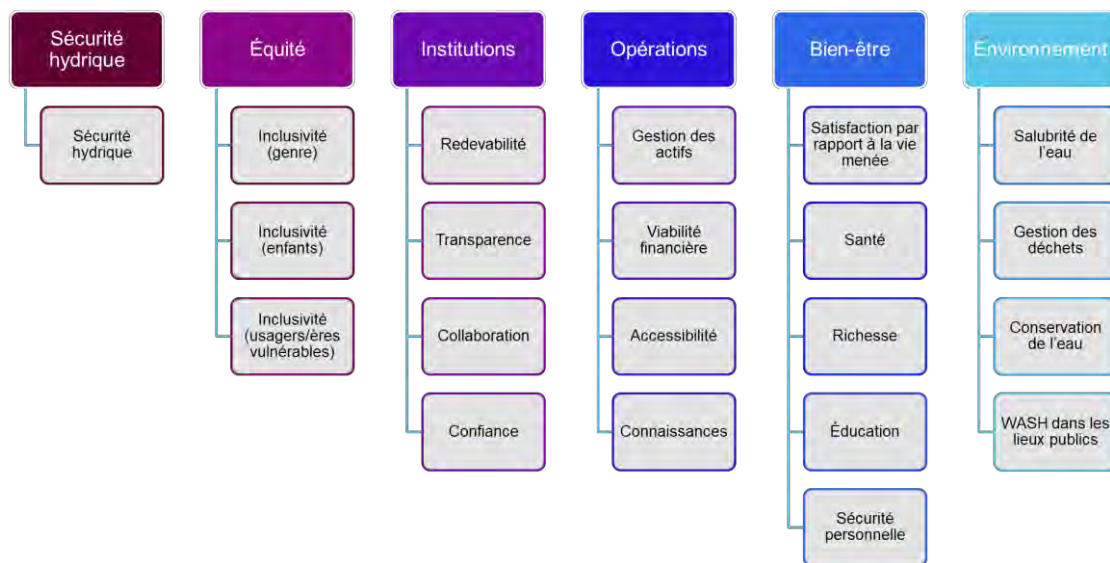 Sécurité
hydrique
Sécurité
hydrique
Équité
Inclusivité
(genre)
Inclusivité
(enfants)
Inclusivité
(usagers/ères
vulnérables)
Institutions
Redevabilité
Transparence
Collaboration
Confiance
Opérations
Gestion des
actifs
Viabilité
financière
Accessibilité
Connaissances
Bien-être
Satisfaction par
rapport à la vie
menée
Santé
Richesse
Éducation
Sécurité
personnelle
Environnement
Salubrité de
l'eau
Gestion des
déchets
Conservation
de l'eau
WASH dans les
lieux publics